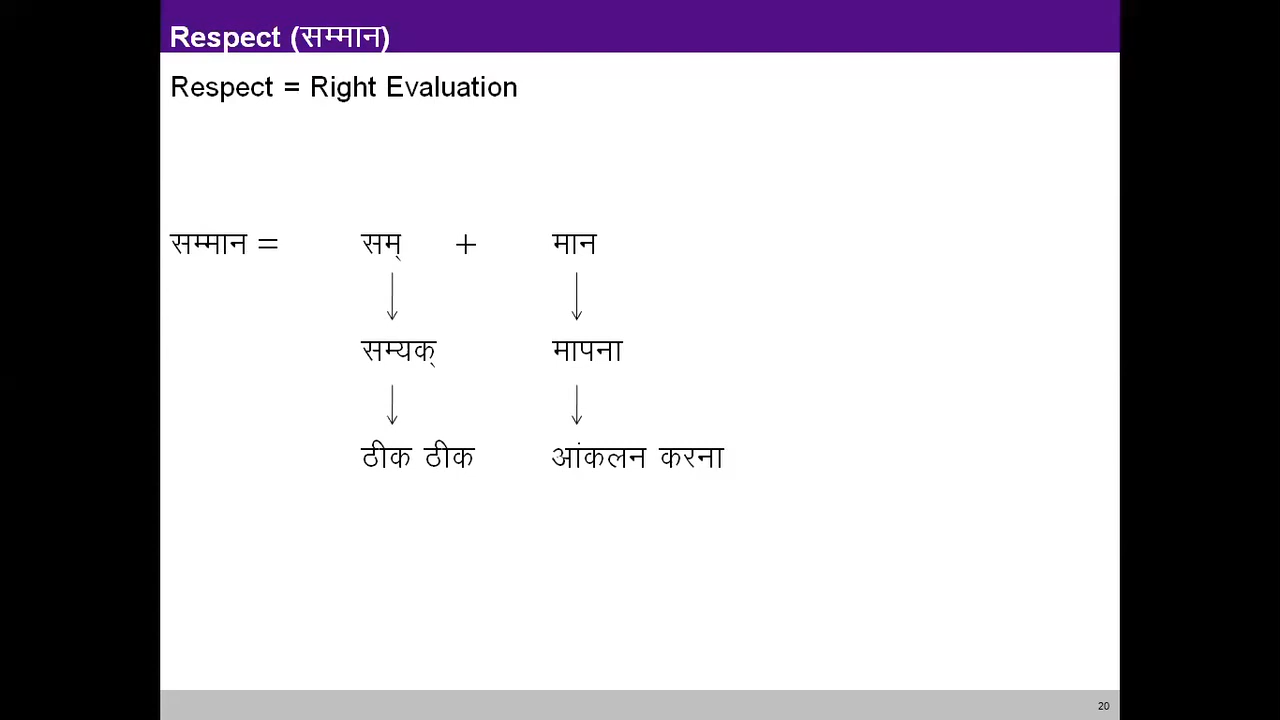 Respect (सम्मान)
Respect = Right Evaluation
सम्मान = सम् + मान
सम्यक् मापना
ठीक ठीक आंकलन करना
20